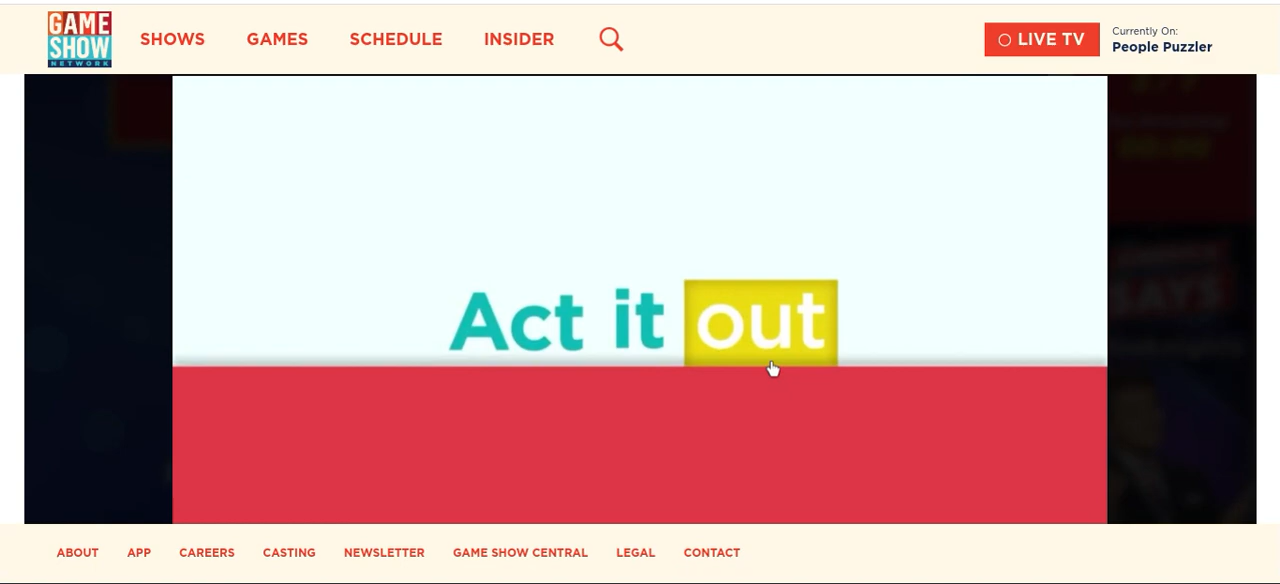 GAME
SHOW
NETWORK
SHOWS GAMES SCHEDULE INSIDER
LIVE TV
Currently On:
People Puzzler
Act it out
ABOUT APP CAREERS CASTING NEWSLETTER GAME SHOW CENTRAL LEGAL CONTACT